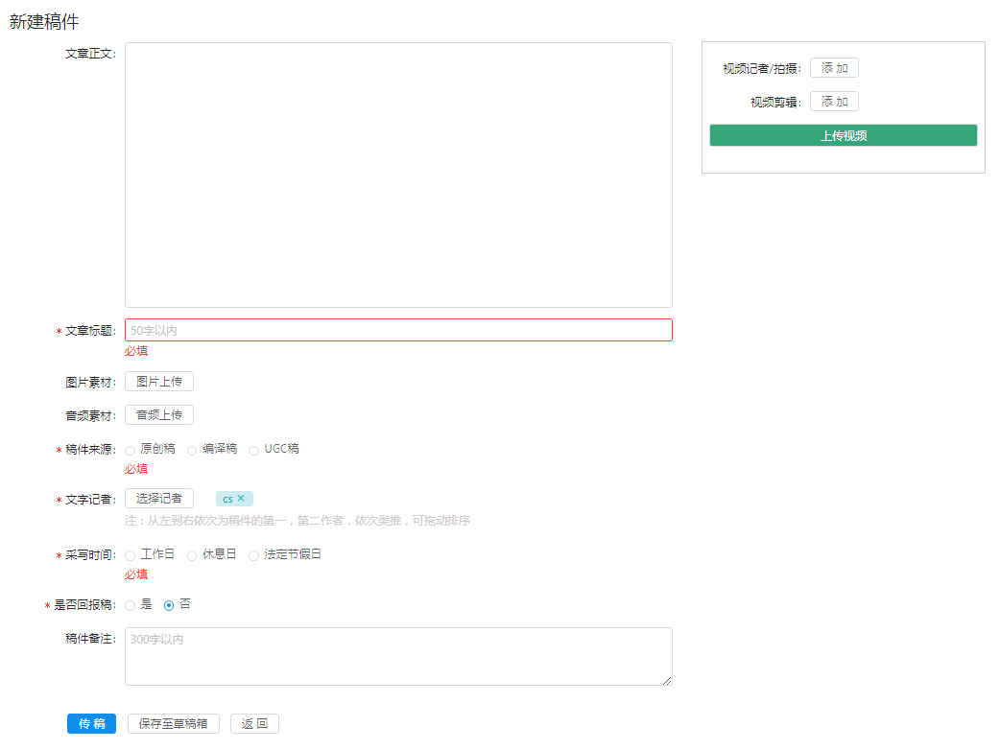 新建稿件
文章正文:
视频记者/拍摄: 添 加
视频剪辑: 添 加
上传视频
* 文章标题: 50字以内
必填
图片素材: 图片上传
音频素材: 音频上传
* 稿件来源: 原创稿 编译稿 UGC稿
必填
* 文字记者: 选择记者 cs ×
注：从左到右依次为稿件的第一，第二作者，依次类推，可拖动排序
* 采写时间: 工作日 休息日 法定节假日
必填
* 是否回报稿: 是 否
稿件备注: 300字以内
传 稿 保存至草稿箱 返 回